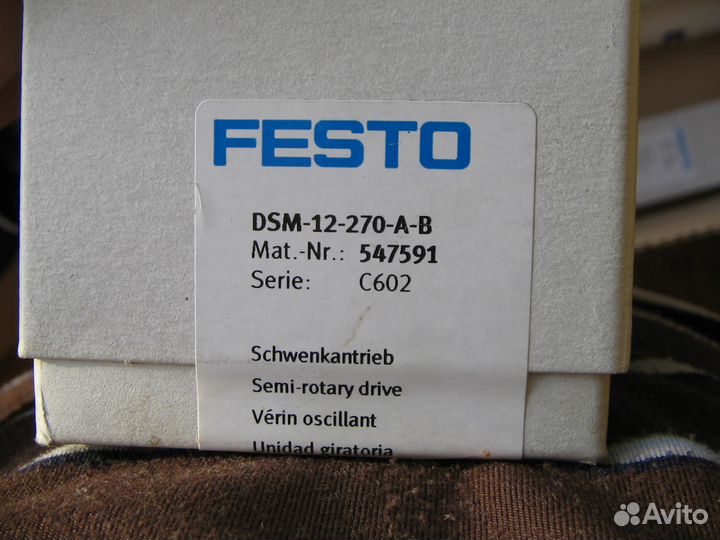 FESTO
DSM-12-270-A-B
Mat.-Nr.: 547591
Serie: C602
Schwenkantrieb
Semi-rotary drive
Vérin oscillant
Unidad giratoria
Avito